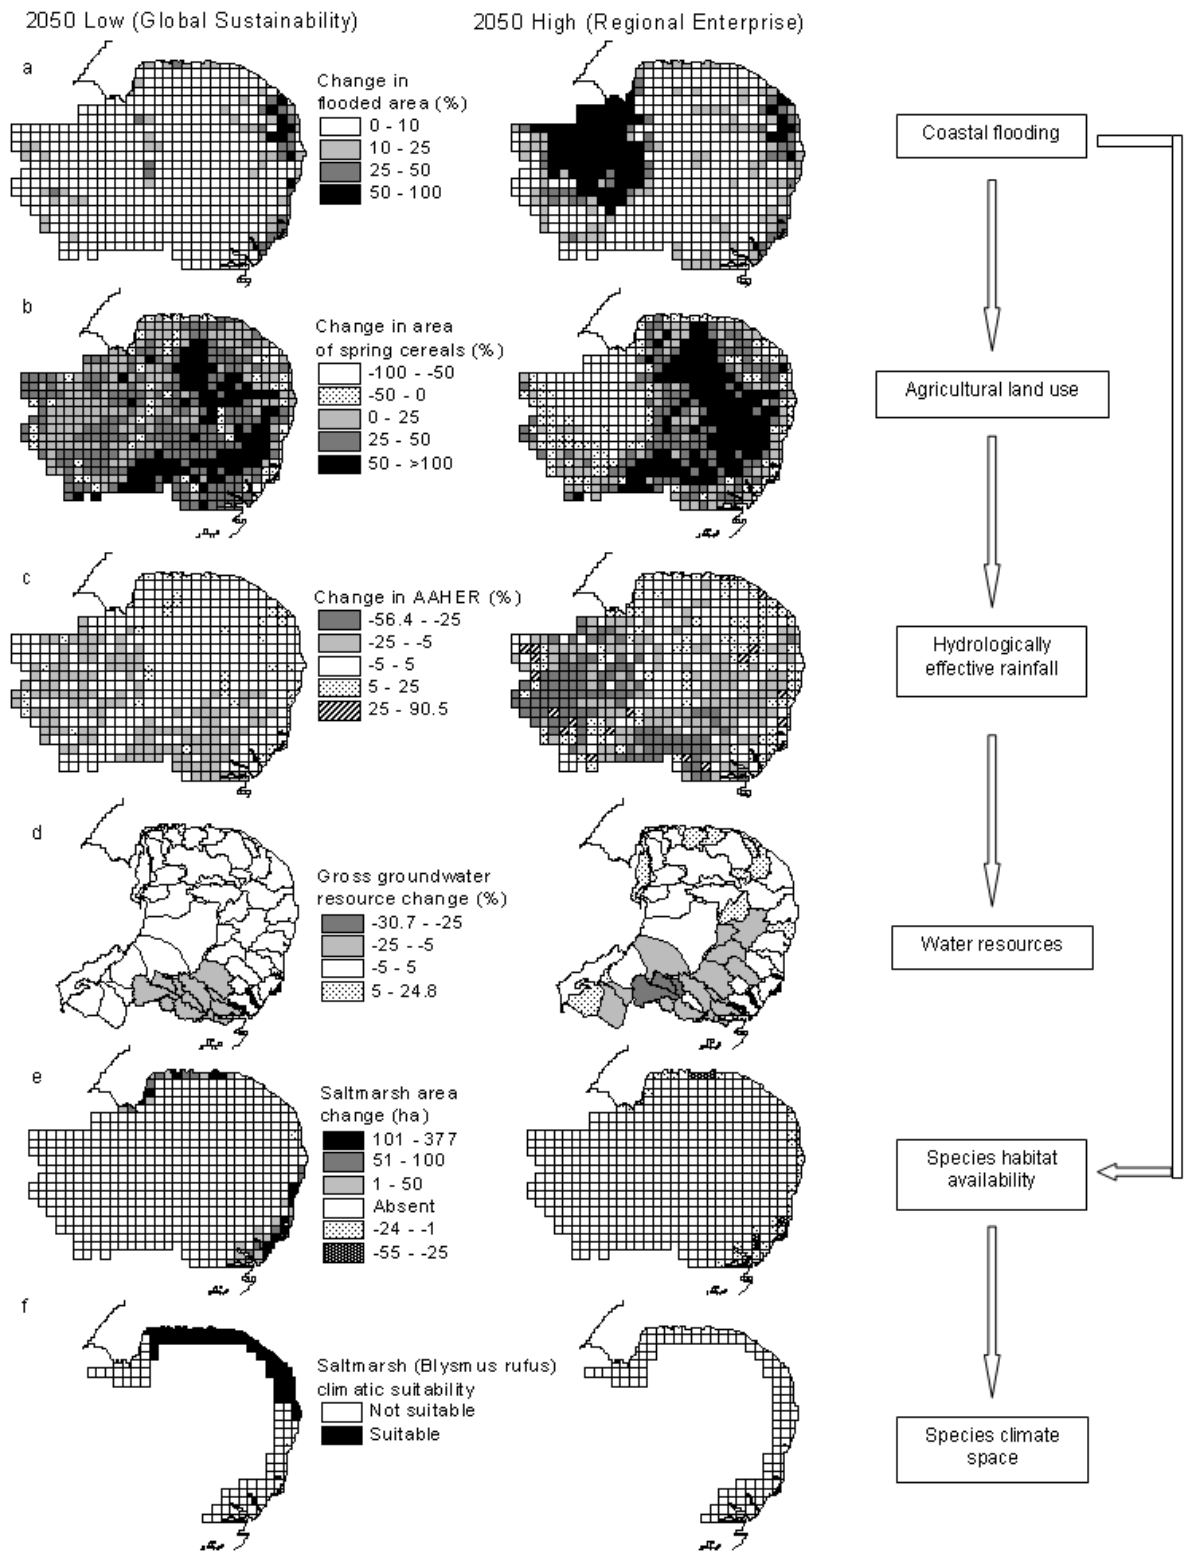 2050 Low (Global Sustainability)
2050 High (Regional Enterprise)
a
Change in
flooded area (%)
0 - 10
10 - 25
25 - 50
50 - 100
Coastal flooding
b
Change in area
of spring cereals (%)
-100 - -50
-50 - 0
0 - 25
25 - 50
50 - >100
Agricultural land use
c
Change in AAHER (%)
-56.4 - -25
-25 - -5
-5 - 5
5 - 25
25 - 90.5
Hydrologically
effective rainfall
d
Gross groundwater
resource change (%)
-30.7 - -25
-25 - -5
-5 - 5
5 - 24.8
Water resources
e
Saltmarsh area
change (ha)
101 - 377
51 - 100
1 - 50
Absent
-24 - -1
-55 - -25
Species habitat
availability
f
Saltmarsh (Blysmus rufus)
climatic suitability
Not suitable
Suitable
Species climate
space